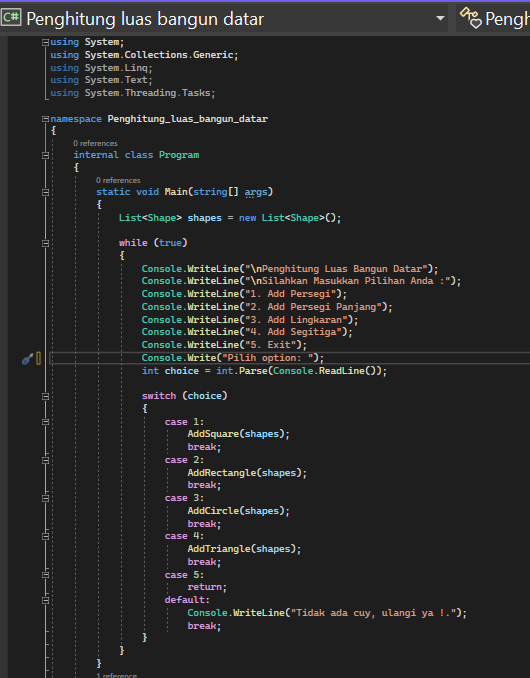 C# Penghitung luas bangun datar Pengh
using System;
using System.Collections.Generic;
using System.Linq;
using System.Text;
using System.Threading.Tasks;
namespace Penghitung_luas_bangun_datar
{
0 references
internal class Program
{
0 references
static void Main(string[] args)
{
List<Shape> shapes = new List<Shape>();
while (true)
{
Console.WriteLine("\nPenghitung Luas Bangun Datar");
Console.WriteLine("\nSilahkan Masukkan Pilihan Anda :");
Console.WriteLine("1. Add Persegi");
Console.WriteLine("2. Add Persegi Panjang");
Console.WriteLine("3. Add Lingkaran");
Console.WriteLine("4. Add Segitiga");
Console.WriteLine("5. Exit");
Console.Write("Pilih option: ");
int choice = int.Parse(Console.ReadLine());
switch (choice)
{
case 1:
AddSquare(shapes);
break;
case 2:
AddRectangle(shapes);
break;
case 3:
AddCircle(shapes);
break;
case 4:
AddTriangle(shapes);
break;
case 5:
return;
default:
Console.WriteLine("Tidak ada cuy, ulangi ya !.");
break;
}
}
}
1 reference